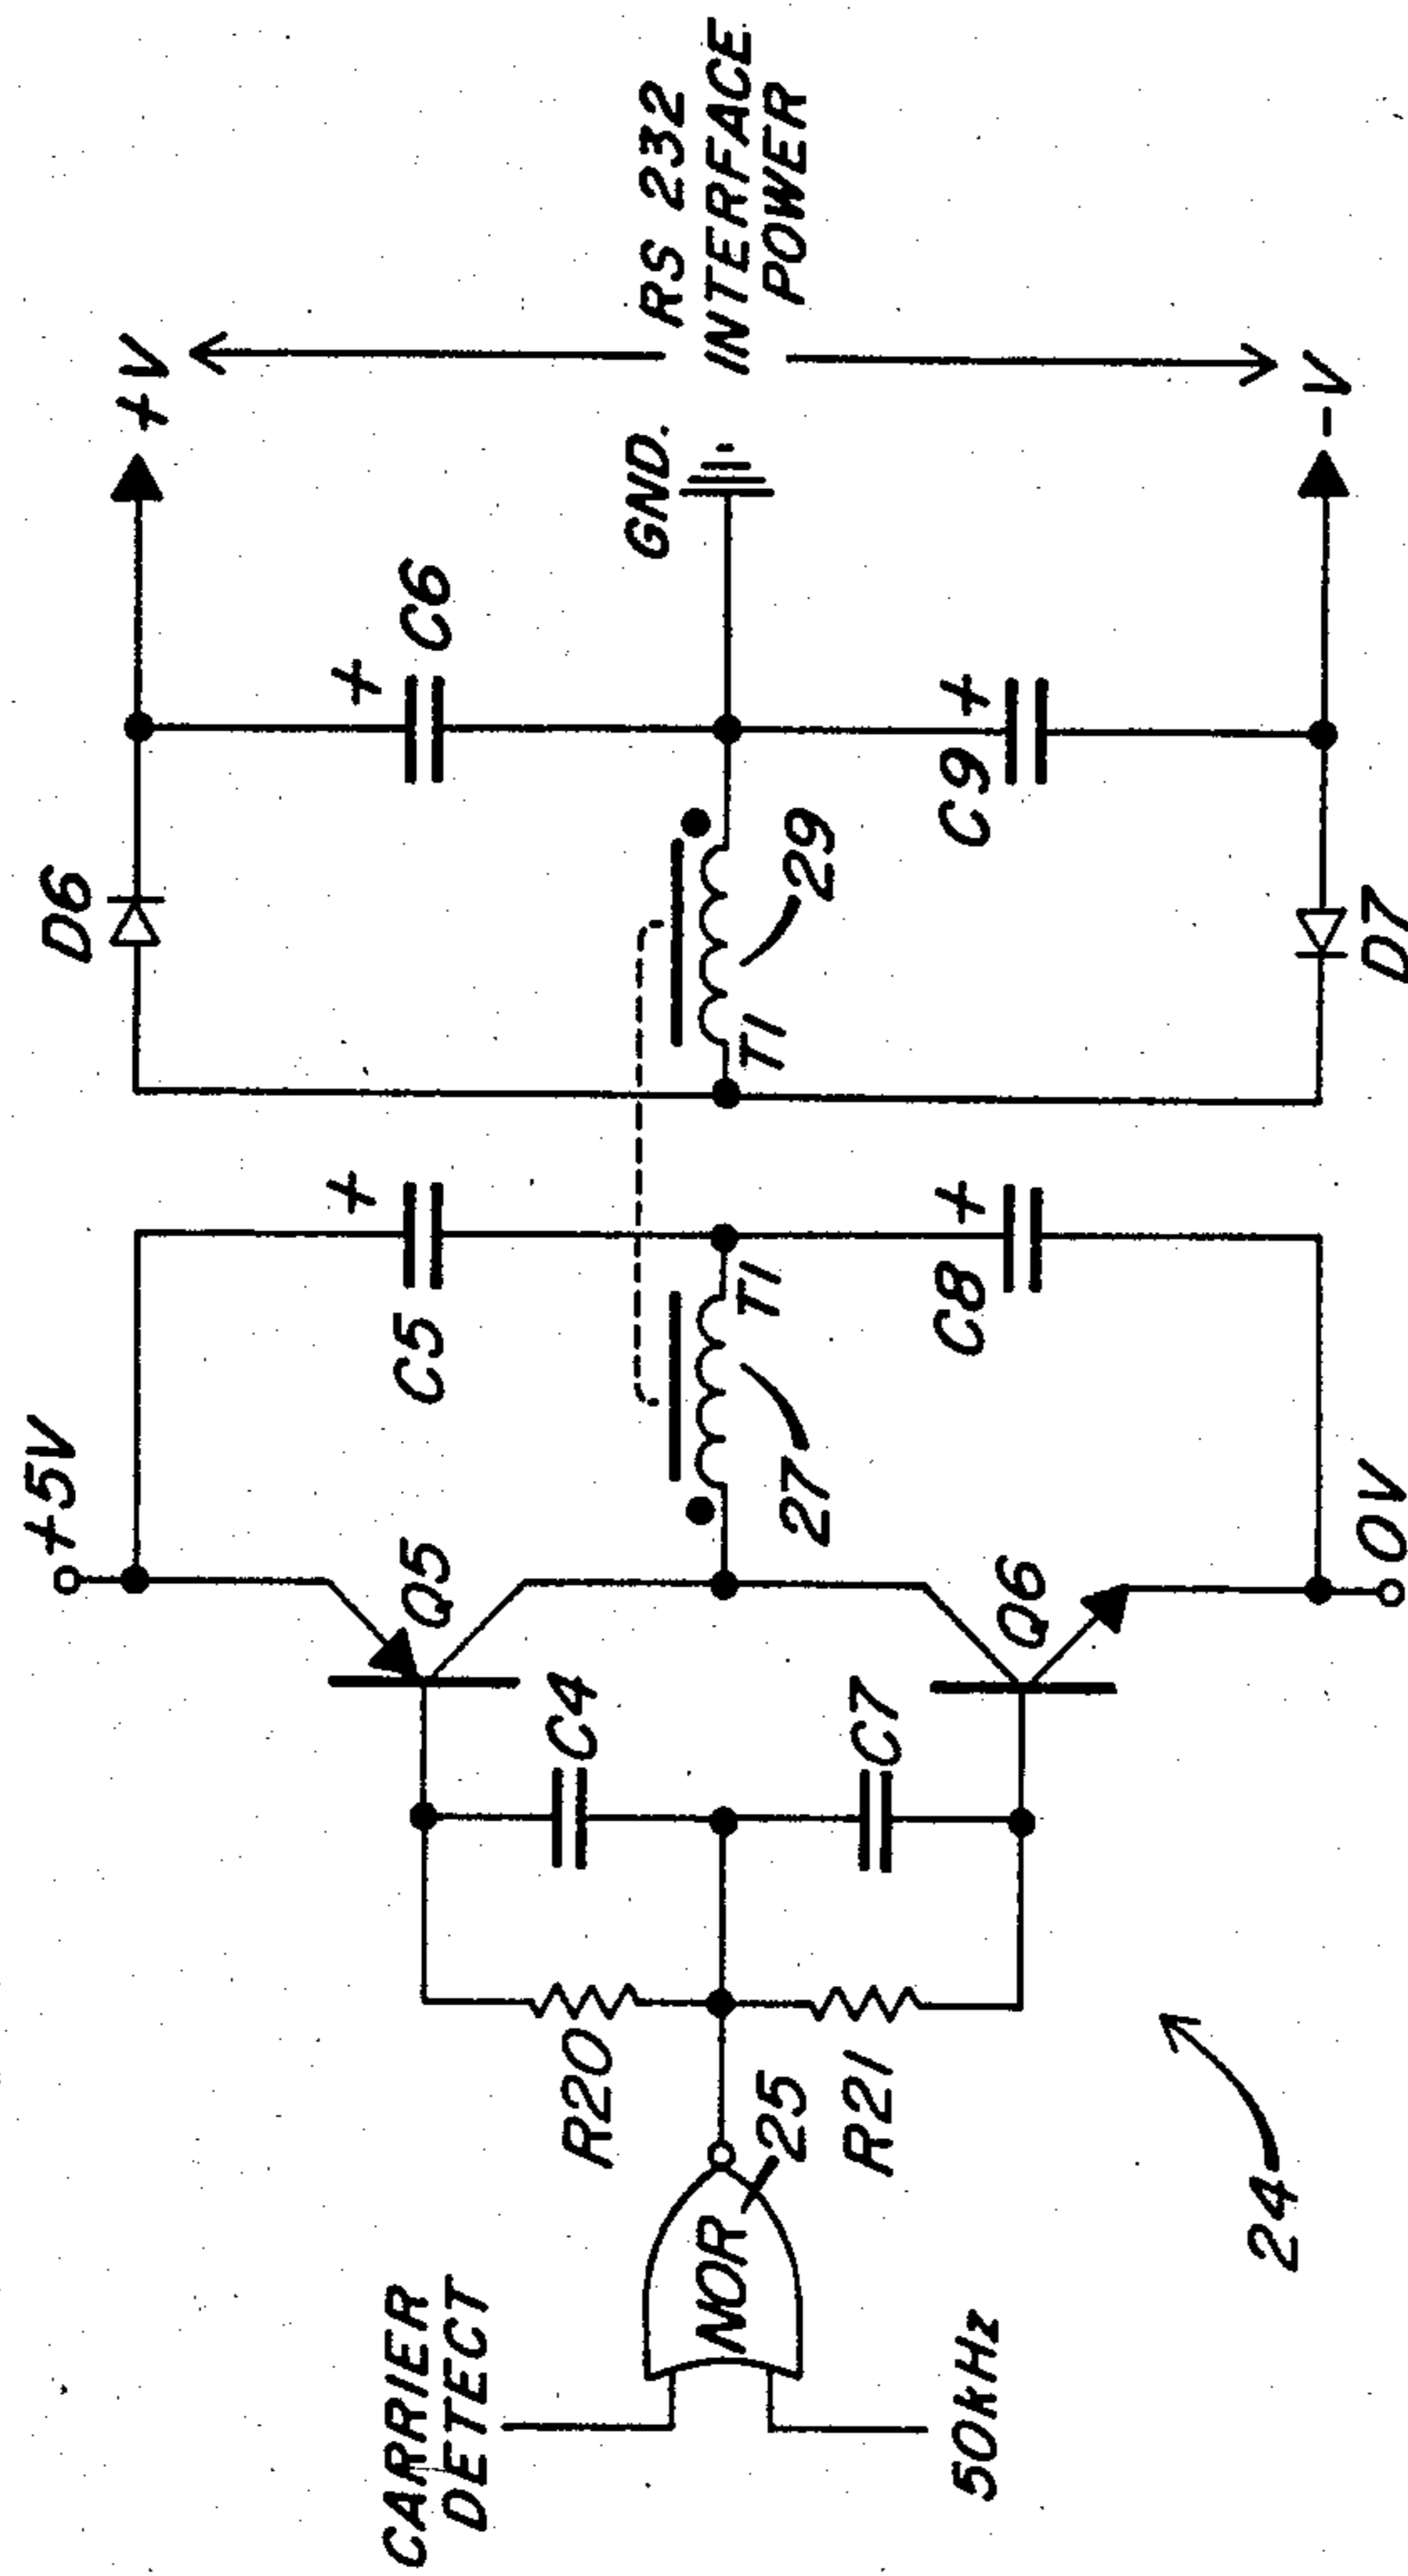 CARRIER
DETECT
50KHz
NOR
25
R20
R21
C4
C7
Q5
Q6
+5V
0V
C5
+
C8
+
27
T1
T1
29
D6
D7
+
C6
C9
+
GND.
+V
-V
RS 232
INTERFACE
POWER
24